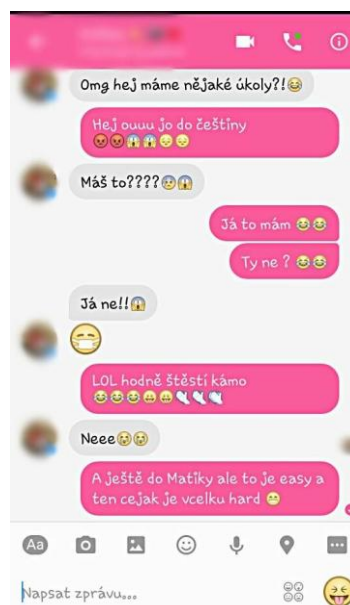 Omg hej máme nějaké úkoly?!😂
Hej ouuu jo do češtiny
😡😡😱😱😔😔
Máš to????😨😱
Já to mám 😂😂
Ty ne ? 😂😂
Já ne!!😱
LOL hodně štěstí kámo
Neee
A ještě do Matiky ale to je easy a
ten cejak je vcelku hard 😁
Aa
Napsat zprávu...